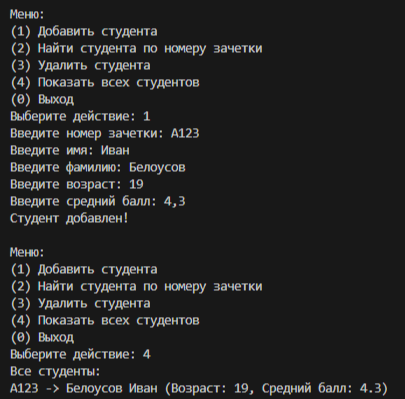 Меню:
(1) Добавить студента
(2) Найти студента по номеру зачетки
(3) Удалить студента
(4) Показать всех студентов
(0) Выход
Выберите действие: 1
Введите номер зачетки: A123
Введите имя: Иван
Введите фамилию: Белоусов
Введите возраст: 19
Введите средний балл: 4,3
Студент добавлен!

Меню:
(1) Добавить студента
(2) Найти студента по номеру зачетки
(3) Удалить студента
(4) Показать всех студентов
(0) Выход
Выберите действие: 4
Все студенты:
A123 -> Белоусов Иван (Возраст: 19, Средний балл: 4.3)